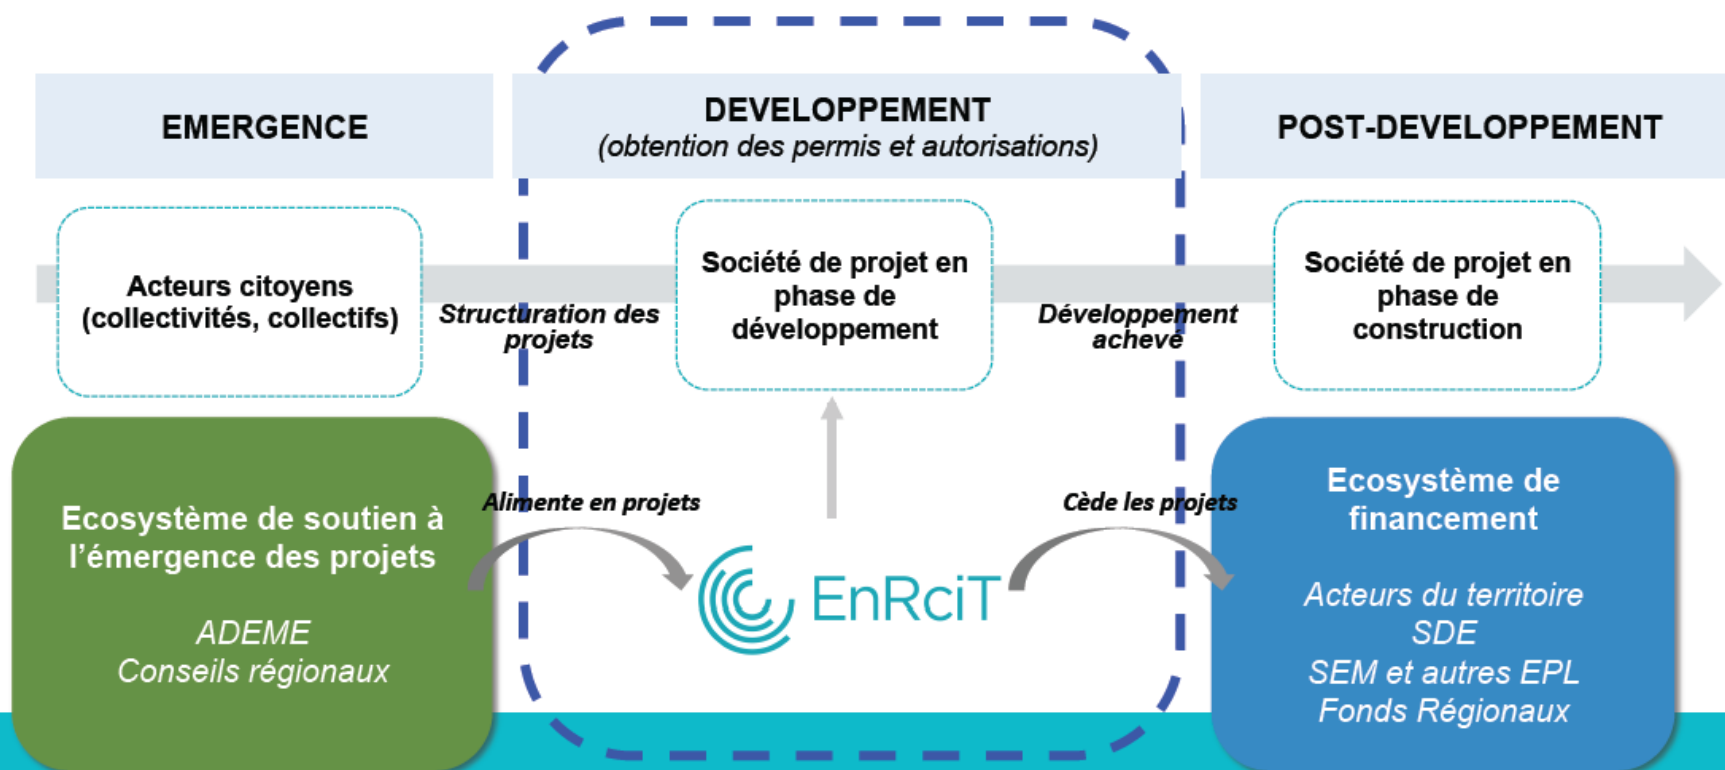 EMERGENCE
DEVELOPPEMENT
(obtention des permis et autorisations)
POST-DEVELOPPEMENT
Acteurs citoyens
(collectivités, collectifs)
Structuration des
projets
Société de projet en
phase de
développement
Développement
achevé
Société de projet en
phase de
construction
Ecosystème de soutien à
l'émergence des projets
ADEME
Conseils régionaux
Alimente en projets
EnRciT
Cède les projets
Ecosystème de
financement
Acteurs du territoire
SDE
SEM et autres EPL
Fonds Régionaux